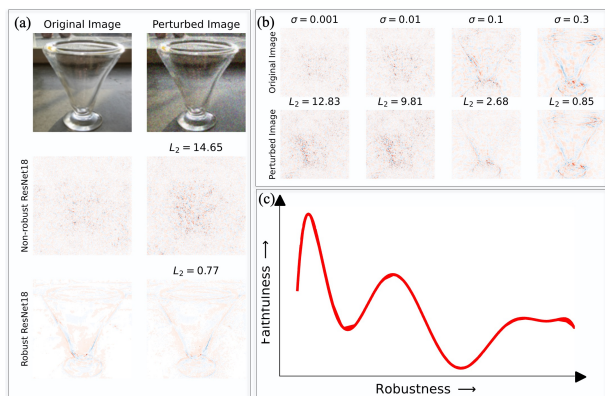 (a)
Original Image Perturbed Image
L₂ = 14.65
Non-robust ResNet18
L₂ = 0.77
Robust ResNet18
(b)
σ = 0.001 σ = 0.01 σ = 0.1 σ = 0.3
Original Image
L₂ = 12.83 L₂ = 9.81 L₂ = 2.68 L₂ = 0.85
Perturbed Image
(c)
Faithfulness →
Robustness →